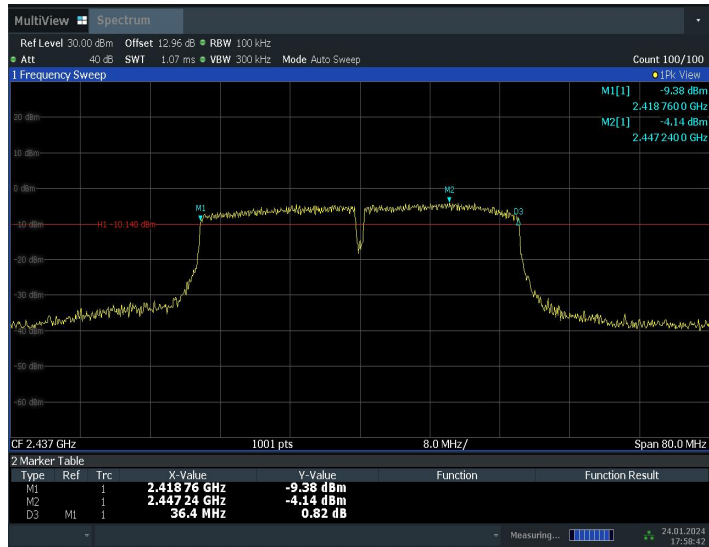 MultiView Spectrum
Ref Level 30.00 dBm Offset 12.96 dB RBW 100 kHz
Att 40 dB SWT 1.07 ms VBW 300 kHz Mode Auto Sweep Count 100/100
1 Frequency Sweep 1Pk View
M1[1] -9.38 dBm
2.418 760 0 GHz
M2[1] -4.14 dBm
2.447 240 0 GHz
20 dBm
10 dBm
0 dBm
M2
M1
D3
-10 dBm
H1 -10.140 dBm
-20 dBm
-30 dBm
-40 dBm
-50 dBm
-60 dBm
CF 2.437 GHz 1001 pts 8.0 MHz/ Span 80.0 MHz
2 Marker Table
Type Ref Trc X-Value Y-Value Function Function Result
M1 1 2.418 76 GHz -9.38 dBm
M2 1 2.447 24 GHz -4.14 dBm
D3 M1 1 36.4 MHz 0.82 dB
Measuring... 24.01.2024
17:58:42